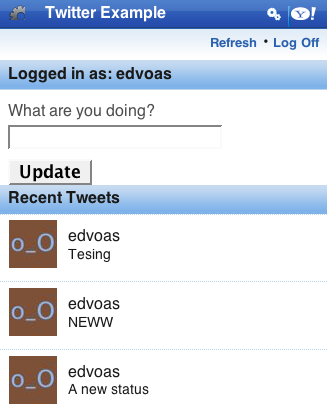 Twitter Example
Y!
Refresh • Log Off
Logged in as: edvoas
What are you doing?
Update
Recent Tweets
o_O
edvoas
Tesing
o_O
edvoas
NEWW
o_O
edvoas
A new status